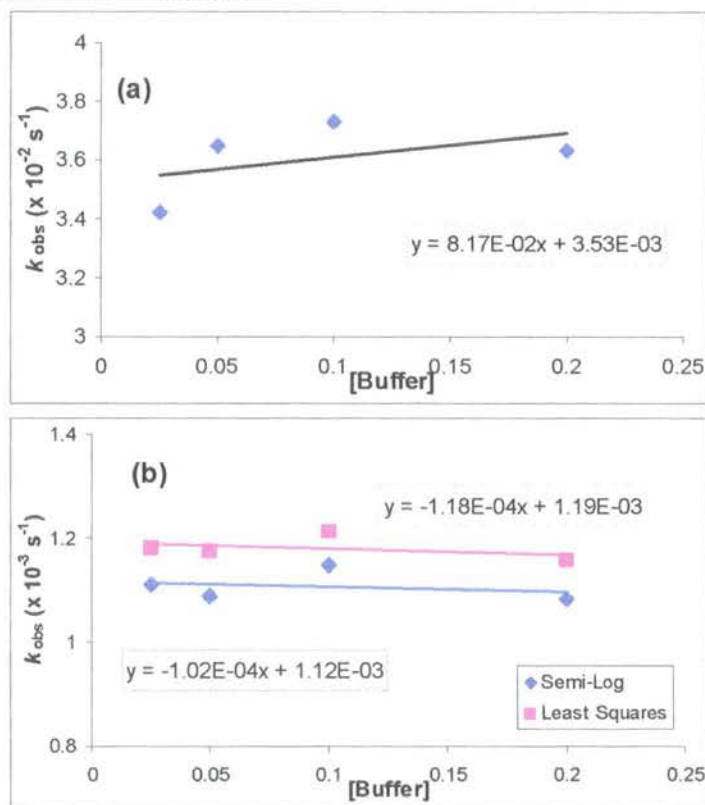 4
(a)
3.8
3.6
3.4
3.2
3
k obs (x 10⁻² s⁻¹)
y = 8.17E-02x + 3.53E-03
0 0.05 0.1 0.15 0.2 0.25
[Buffer]
1.4
(b)
1.2
1
0.8
k obs (x 10⁻³ s⁻¹)
y = -1.18E-04x + 1.19E-03
y = -1.02E-04x + 1.12E-03
Semi-Log
Least Squares
0 0.05 0.1 0.15 0.2 0.25
[Buffer]